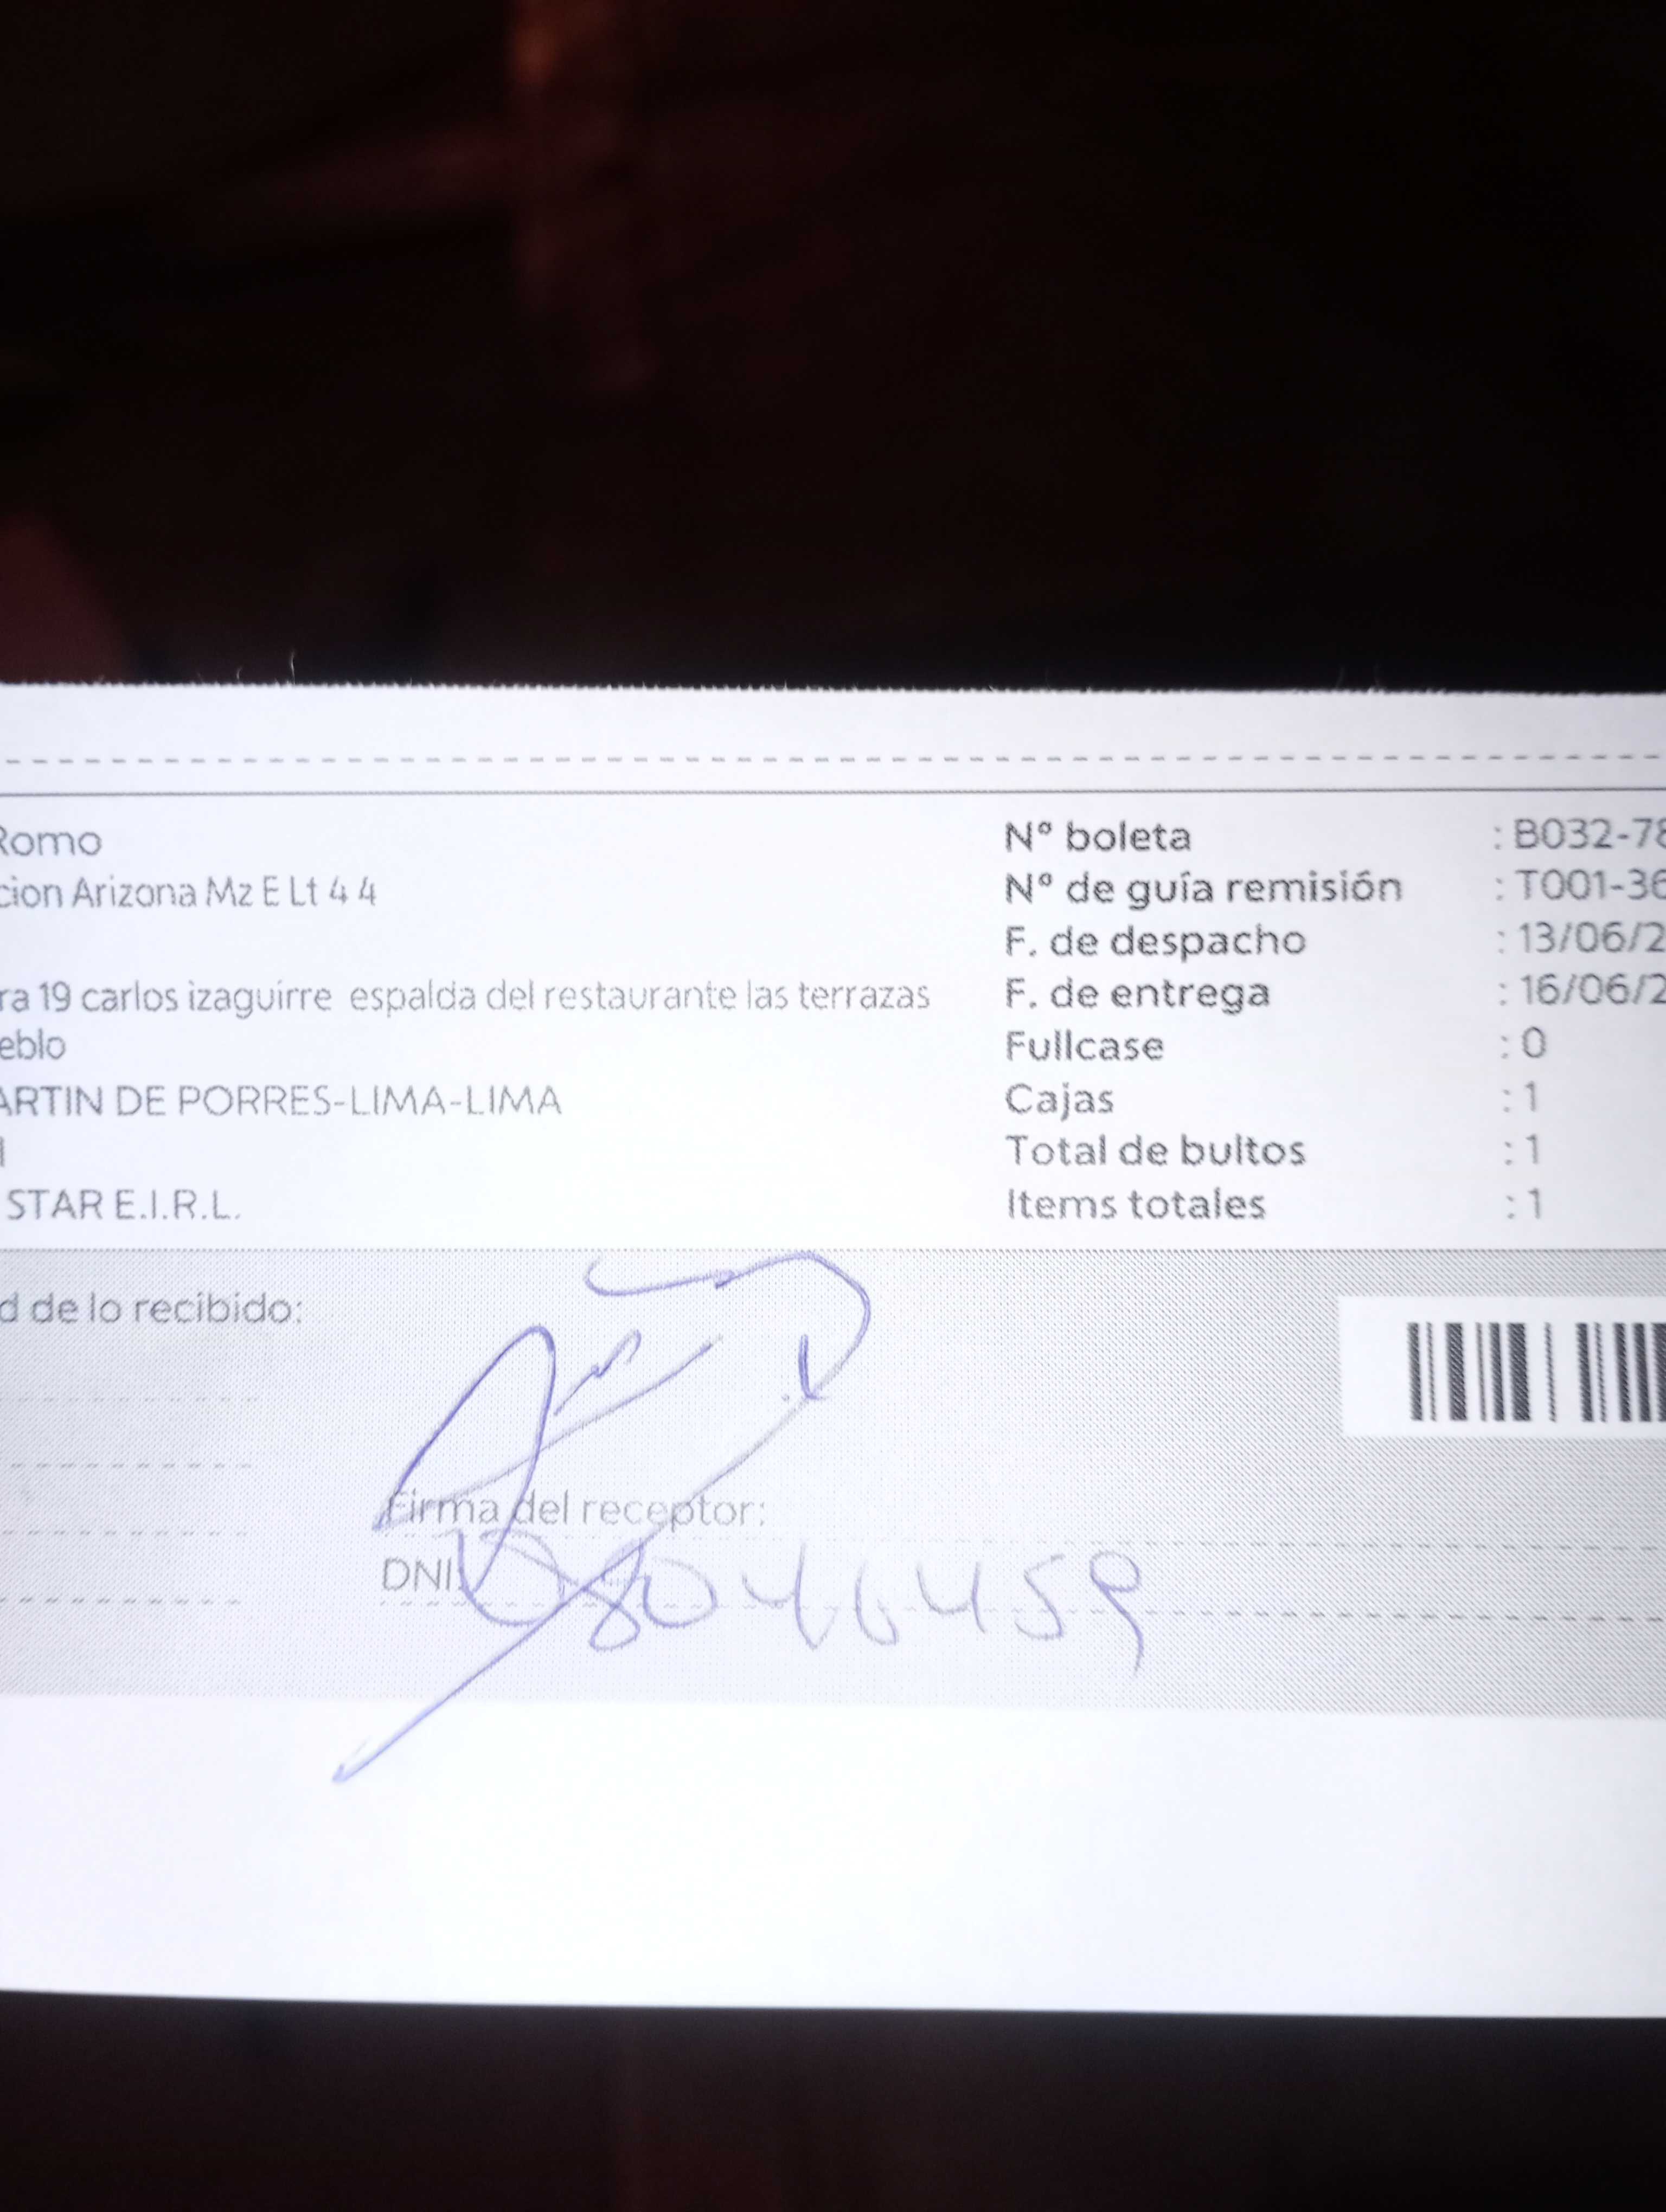 Romo
cion Arizona Mz E Lt 4 4
ra 19 carlos izaguirre espalda del restaurante las terrazas
eblo
ARTIN DE PORRES-LIMA-LIMA
STAR E.I.R.L.
Nº boleta : B032-78
Nº de guía remisión : T001-36
F. de despacho : 13/06/2
F. de entrega : 16/06/2
Fullcase : 0
Cajas : 1
Total de bultos : 1
Items totales : 1
d de lo recibido:
Firma del receptor:
DNI